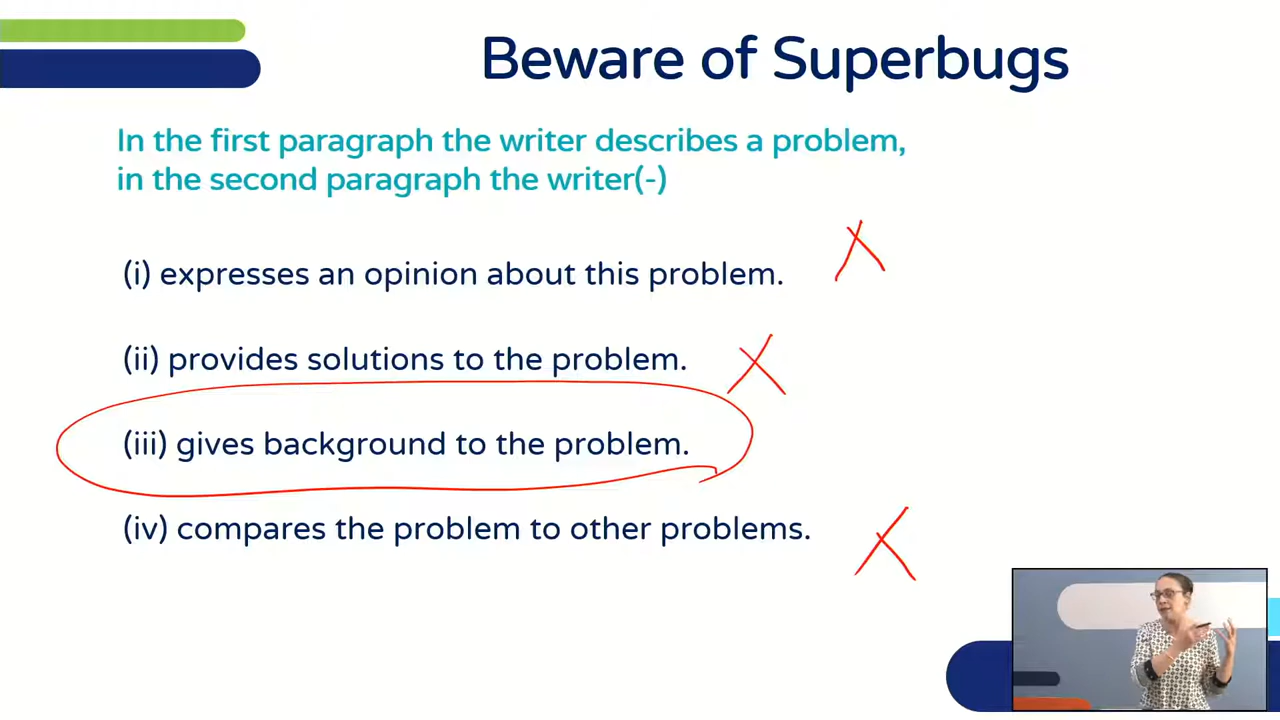 Beware of Superbugs
In the first paragraph the writer describes a problem,
in the second paragraph the writer(-)
(i) expresses an opinion about this problem.
(ii) provides solutions to the problem.
(iii) gives background to the problem.
(iv) compares the problem to other problems.